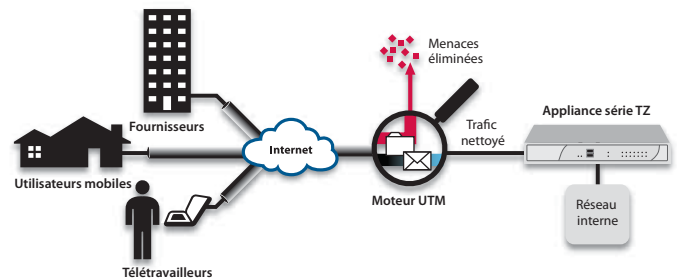 Menaces
éliminées
Fournisseurs
Internet
Trafic
nettoyé
Appliance série TZ
Utilisateurs mobiles
Moteur UTM
Réseau
interne
Télétravailleurs